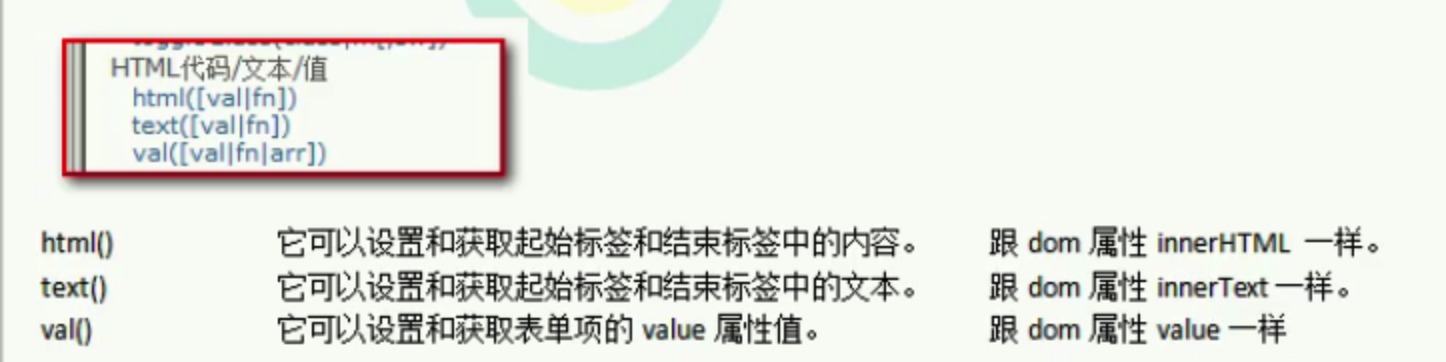 HTML代码/文本/值
html([val|fn])
text([val|fn])
val([val|fn|arr])
html() 它可以设置和获取起始标签和结束标签中的内容。 跟 dom 属性 innerHTML 一样。
text() 它可以设置和获取起始标签和结束标签中的文本。 跟 dom 属性 innerText 一样。
val() 它可以设置和获取表单项的 value 属性值。 跟 dom 属性 value 一样